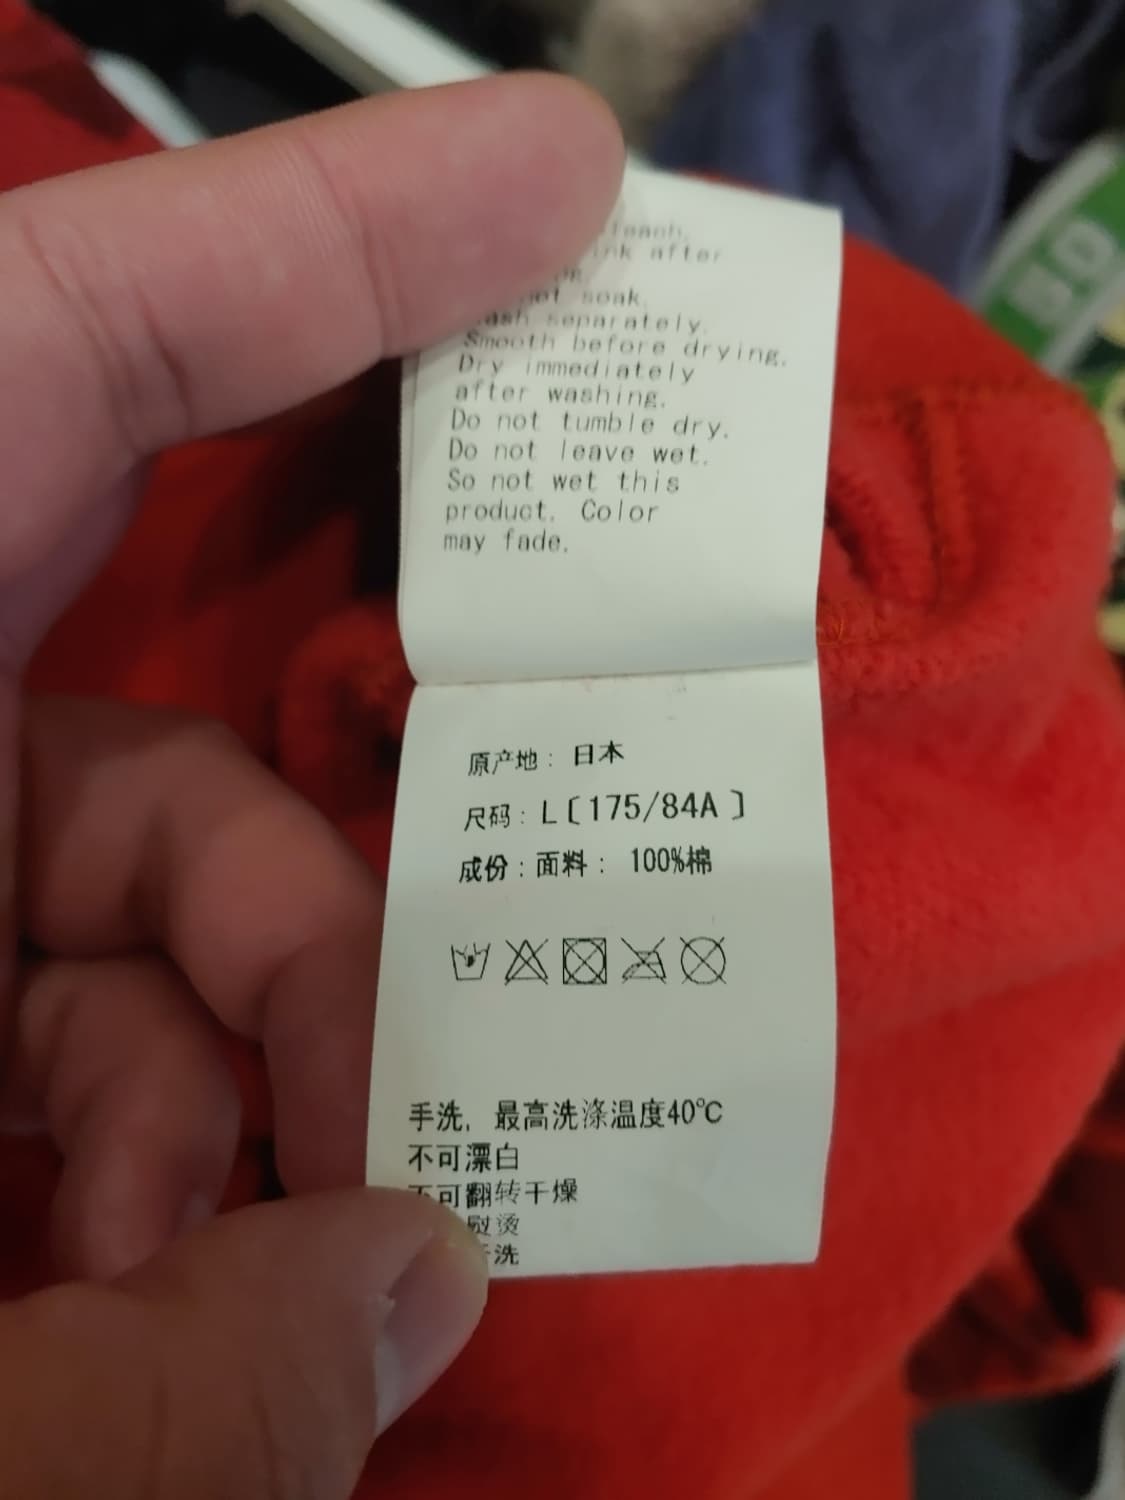 after
soak.
separately.
Smooth before drying.
Dry immediately
after washing.
Do not tumble dry.
Do not leave wet.
So not wet this
product. Color
may fade.
原产地: 日本
尺码: L〔175/84A〕
成份:面料: 100%棉
手洗, 最高洗涤温度40℃
不可漂白
不可翻转干燥
熨烫
洗